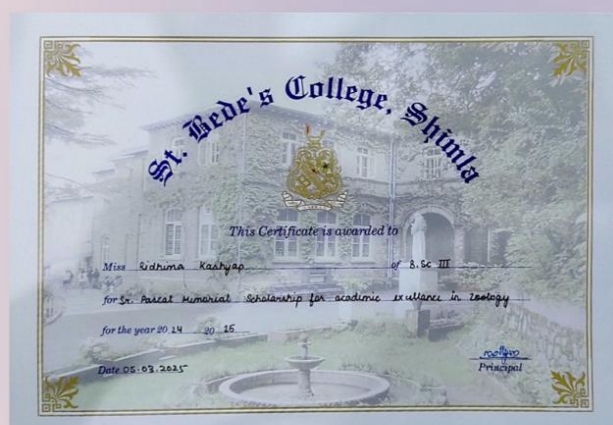 St. Bede's College, Shimla
This Certificate is awarded to
Miss Ridhima Kashyap of B.Sc III
for Sr. Pascal Memorial Scholarship for academic excellance in Zoology
for the year 20 24 20 25
Date 05.03.2025
Principal